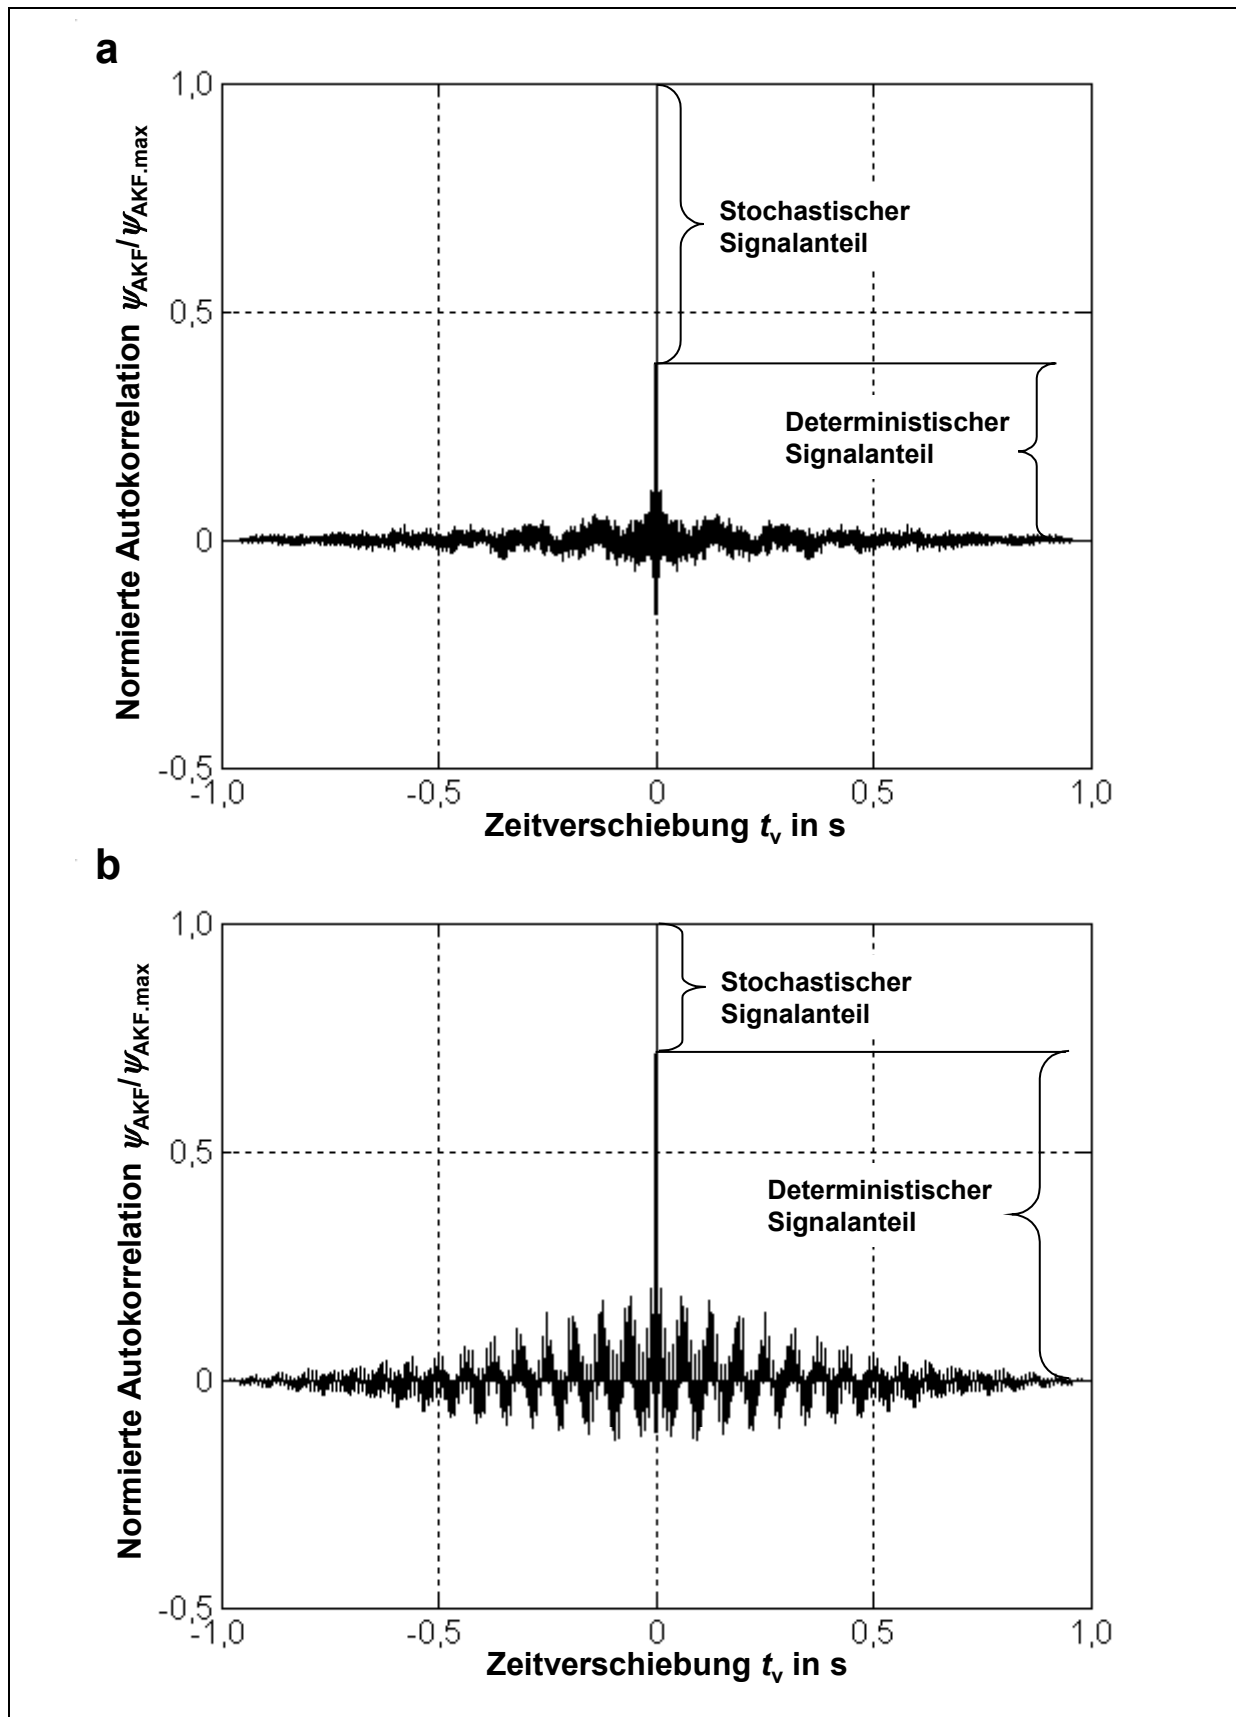 a
Normierte Autokorrelation ψAKF/ψAKF.max
1,0
0,5
0
-0,5
Stochastischer
Signalanteil
Deterministischer
Signalanteil
-1,0 -0,5 0 0,5 1,0
Zeitverschiebung tv in s
b
Normierte Autokorrelation ψAKF/ψAKF.max
1,0
0,5
0
-0,5
Stochastischer
Signalanteil
Deterministischer
Signalanteil
-1,0 -0,5 0 0,5 1,0
Zeitverschiebung tv in s